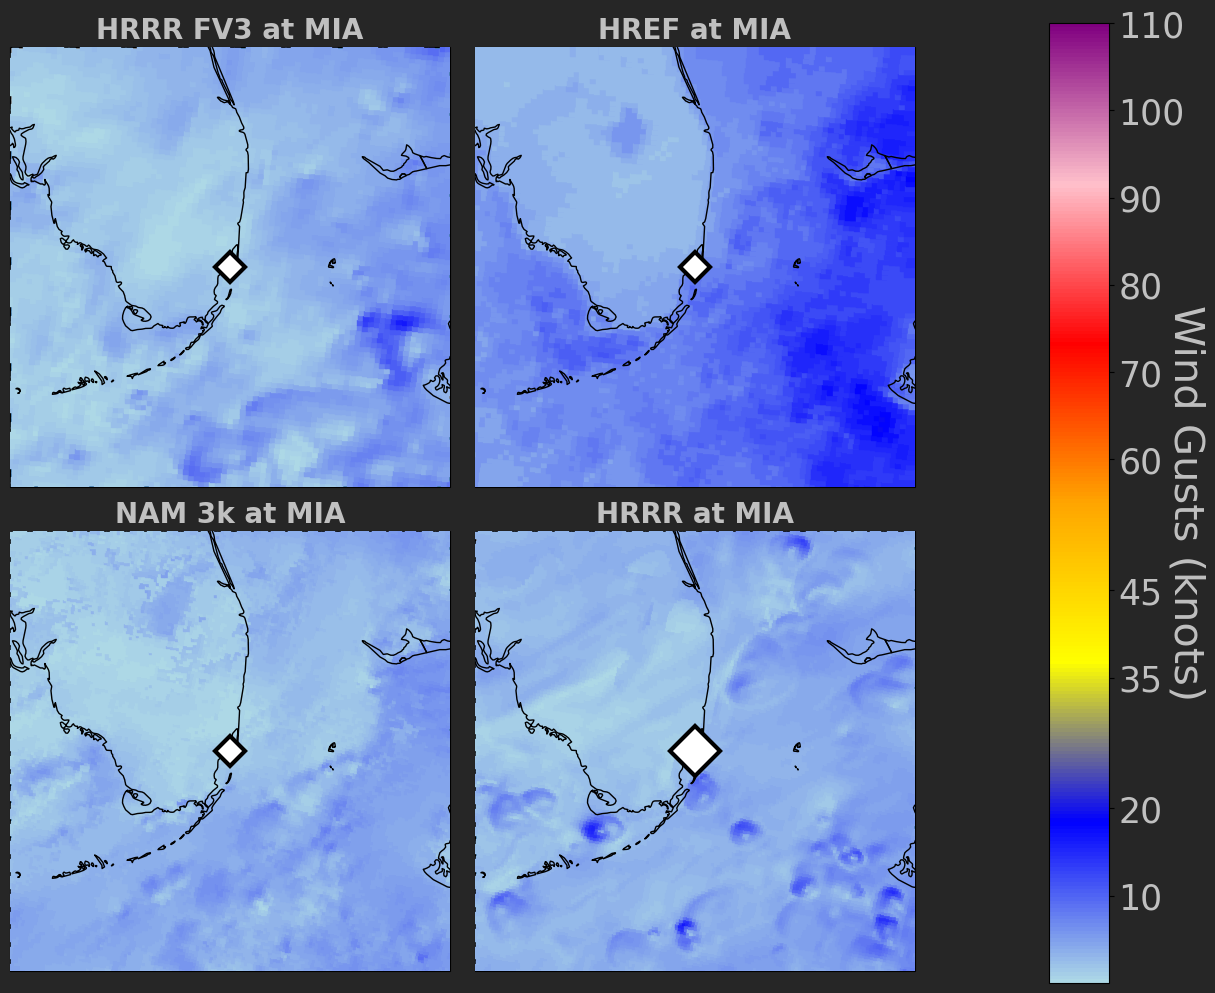 HRRR FV3 at MIA
HREF at MIA
NAM 3k at MIA
HRRR at MIA
110
100
90
80
70
60
45
35
20
10
Wind Gusts (knots)